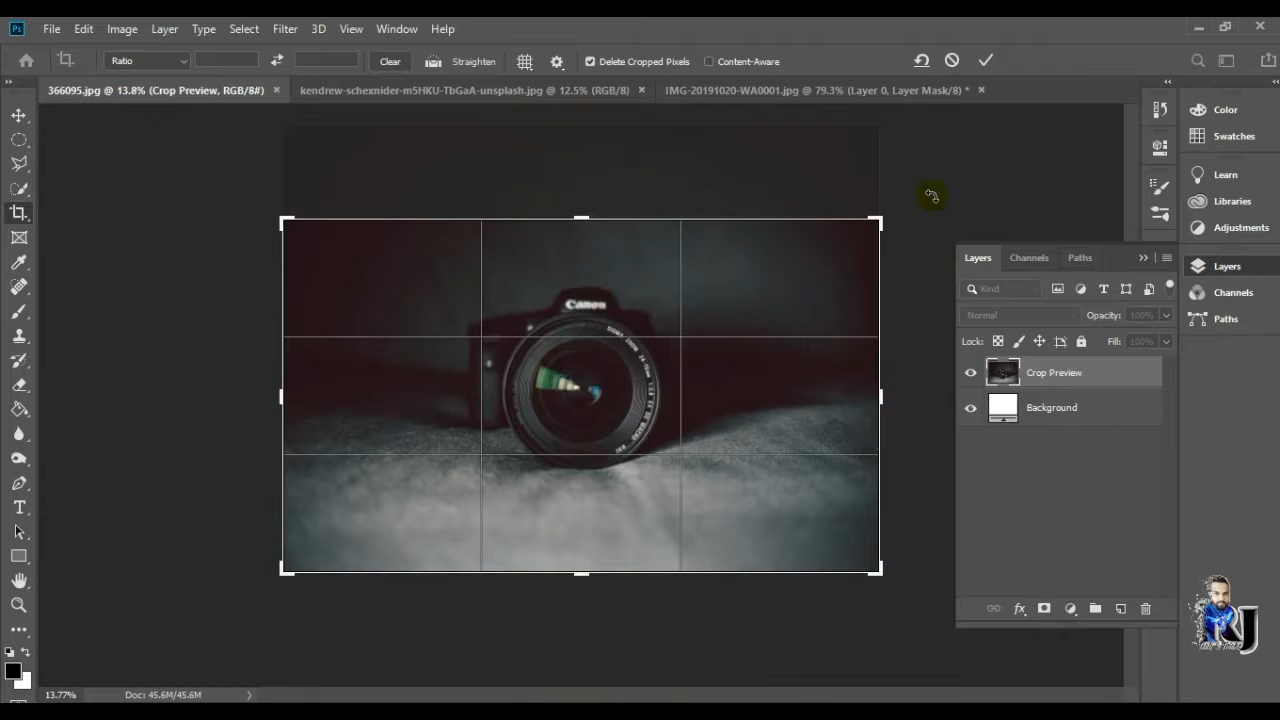 Ps File Edit Image Layer Type Select Filter 3D View Window Help
Ratio Clear Straighten Delete Cropped Pixels Content-Aware
366095.jpg @ 13.8% (Crop Preview, RGB/8#) kendrew-schexnider-m5HKU-TbGaA-unsplash.jpg @ 12.5% (RGB/8) IMG-20191020-WA0001.jpg @ 79.3% (Layer 0, Layer Mask/8) *
Color
Swatches
Learn
Libraries
Adjustments
Layers
Channels
Paths
Layers Channels Paths
Kind
Normal Opacity: 100%
Lock: Fill: 100%
Crop Preview
Background
Canon
RJ
13.77% Doc: 45.6M/45.6M